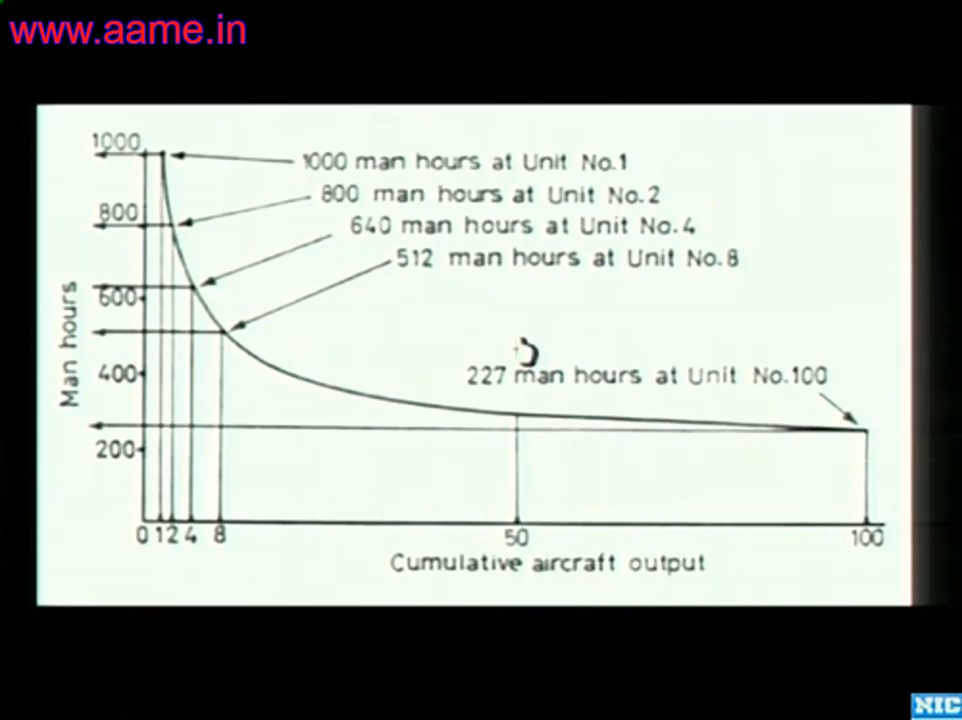 www.aame.in
1000
1000 man hours at Unit No.1
800 man hours at Unit No.2
800
640 man hours at Unit No.4
512 man hours at Unit No.8
600
Man hours
400
227 man hours at Unit No.100
200
0 1 2 4 8 50 100
Cumulative aircraft output
NIC